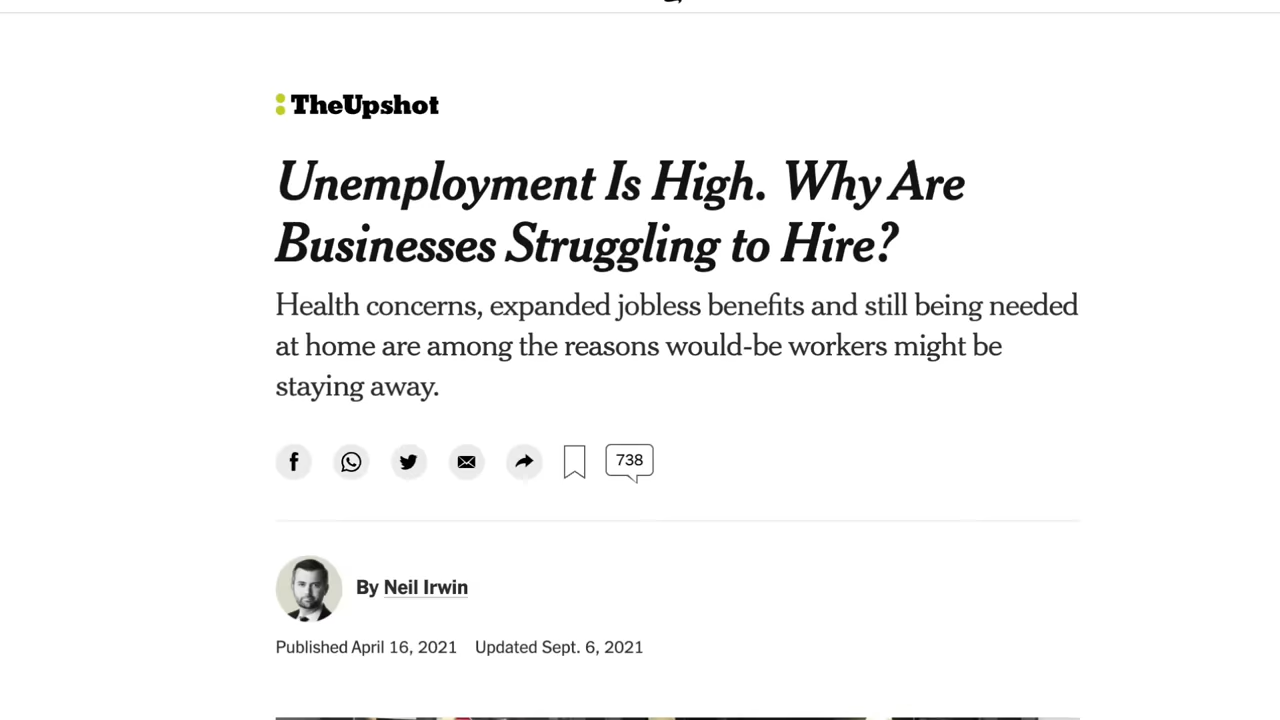 TheUpshot
Unemployment Is High. Why Are
Businesses Struggling to Hire?
Health concerns, expanded jobless benefits and still being needed
at home are among the reasons would-be workers might be
staying away.
738
By Neil Irwin
Published April 16, 2021 Updated Sept. 6, 2021